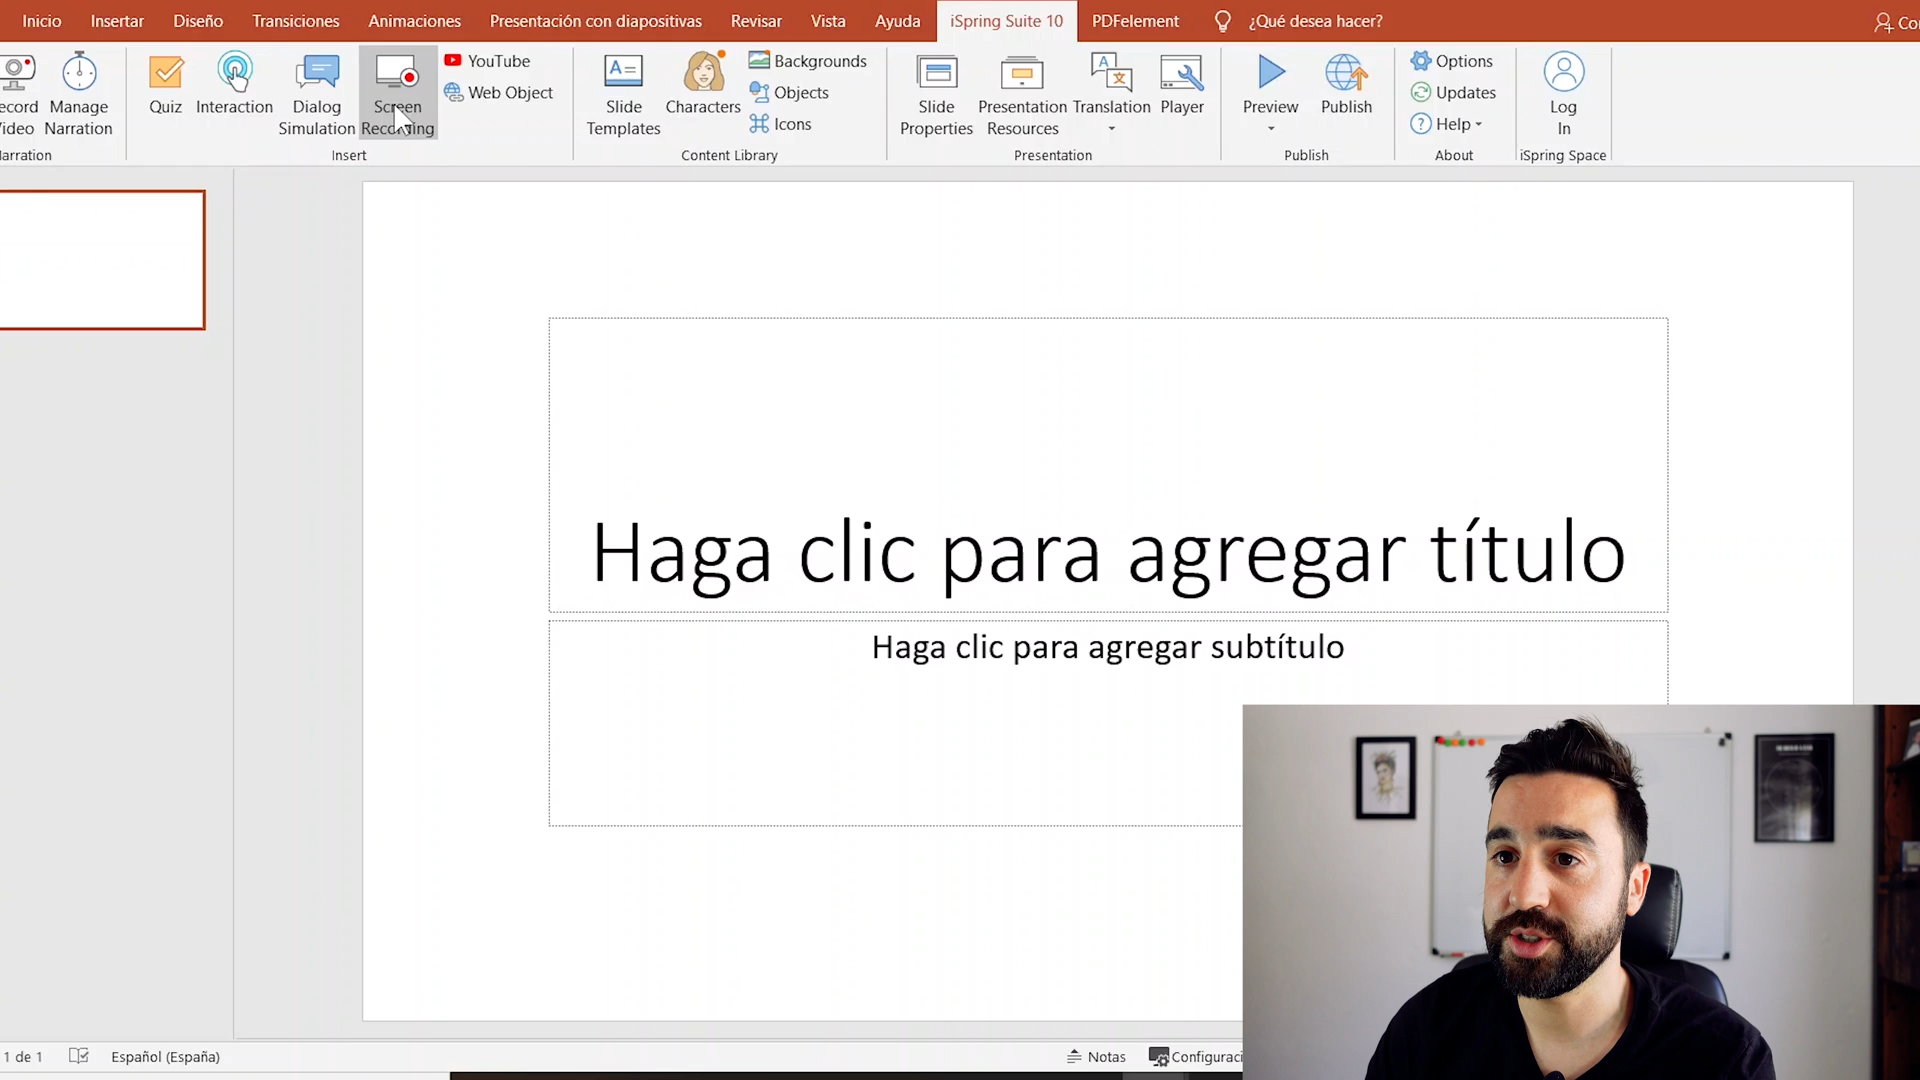 Inicio Insertar Diseño Transiciones Animaciones Presentación con diapositivas Revisar Vista Ayuda iSpring Suite 10 PDFelement ¿Qué desea hacer?
Manage
Narration
Quiz
Interaction
Dialog
Simulation
Screen
Recording
YouTube
Web Object
Insert
Slide
Templates
Characters
Backgrounds
Objects
Icons
Content Library
Slide
Properties
Presentation
Resources
Translation
Player
Presentation
Preview
Publish
Publish
Options
Updates
Help
About
Log
In
iSpring Space
Haga clic para agregar título
Haga clic para agregar subtítulo
1 de 1 Español (España) Notas